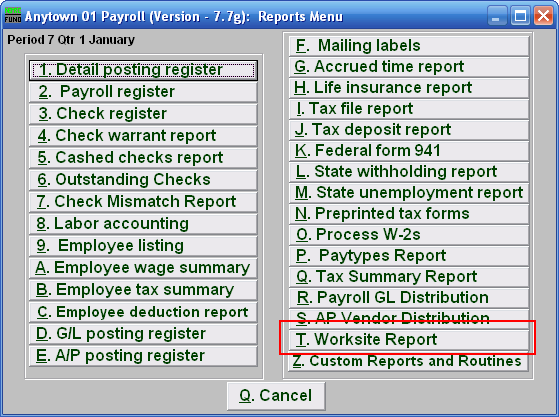 FUND
Anytown 01 Payroll (Version - 7.7g): Reports Menu
Period 7 Qtr 1 January
1. Detail posting register
2. Payroll register
3. Check register
4. Check warrant report
5. Cashed checks report
6. Outstanding Checks
7. Check Mismatch Report
8. Labor accounting
9. Employee listing
A. Employee wage summary
B. Employee tax summary
C. Employee deduction report
D. G/L posting register
E. A/P posting register
F. Mailing labels
G. Accrued time report
H. Life insurance report
I. Tax file report
J. Tax deposit report
K. Federal form 941
L. State withholding report
M. State unemployment report
N. Preprinted tax forms
O. Process W-2s
P. Paytypes Report
Q. Tax Summary Report
R. Payroll GL Distribution
S. AP Vendor Distribution
T. Worksite Report
Z. Custom Reports and Routines
Q. Cancel